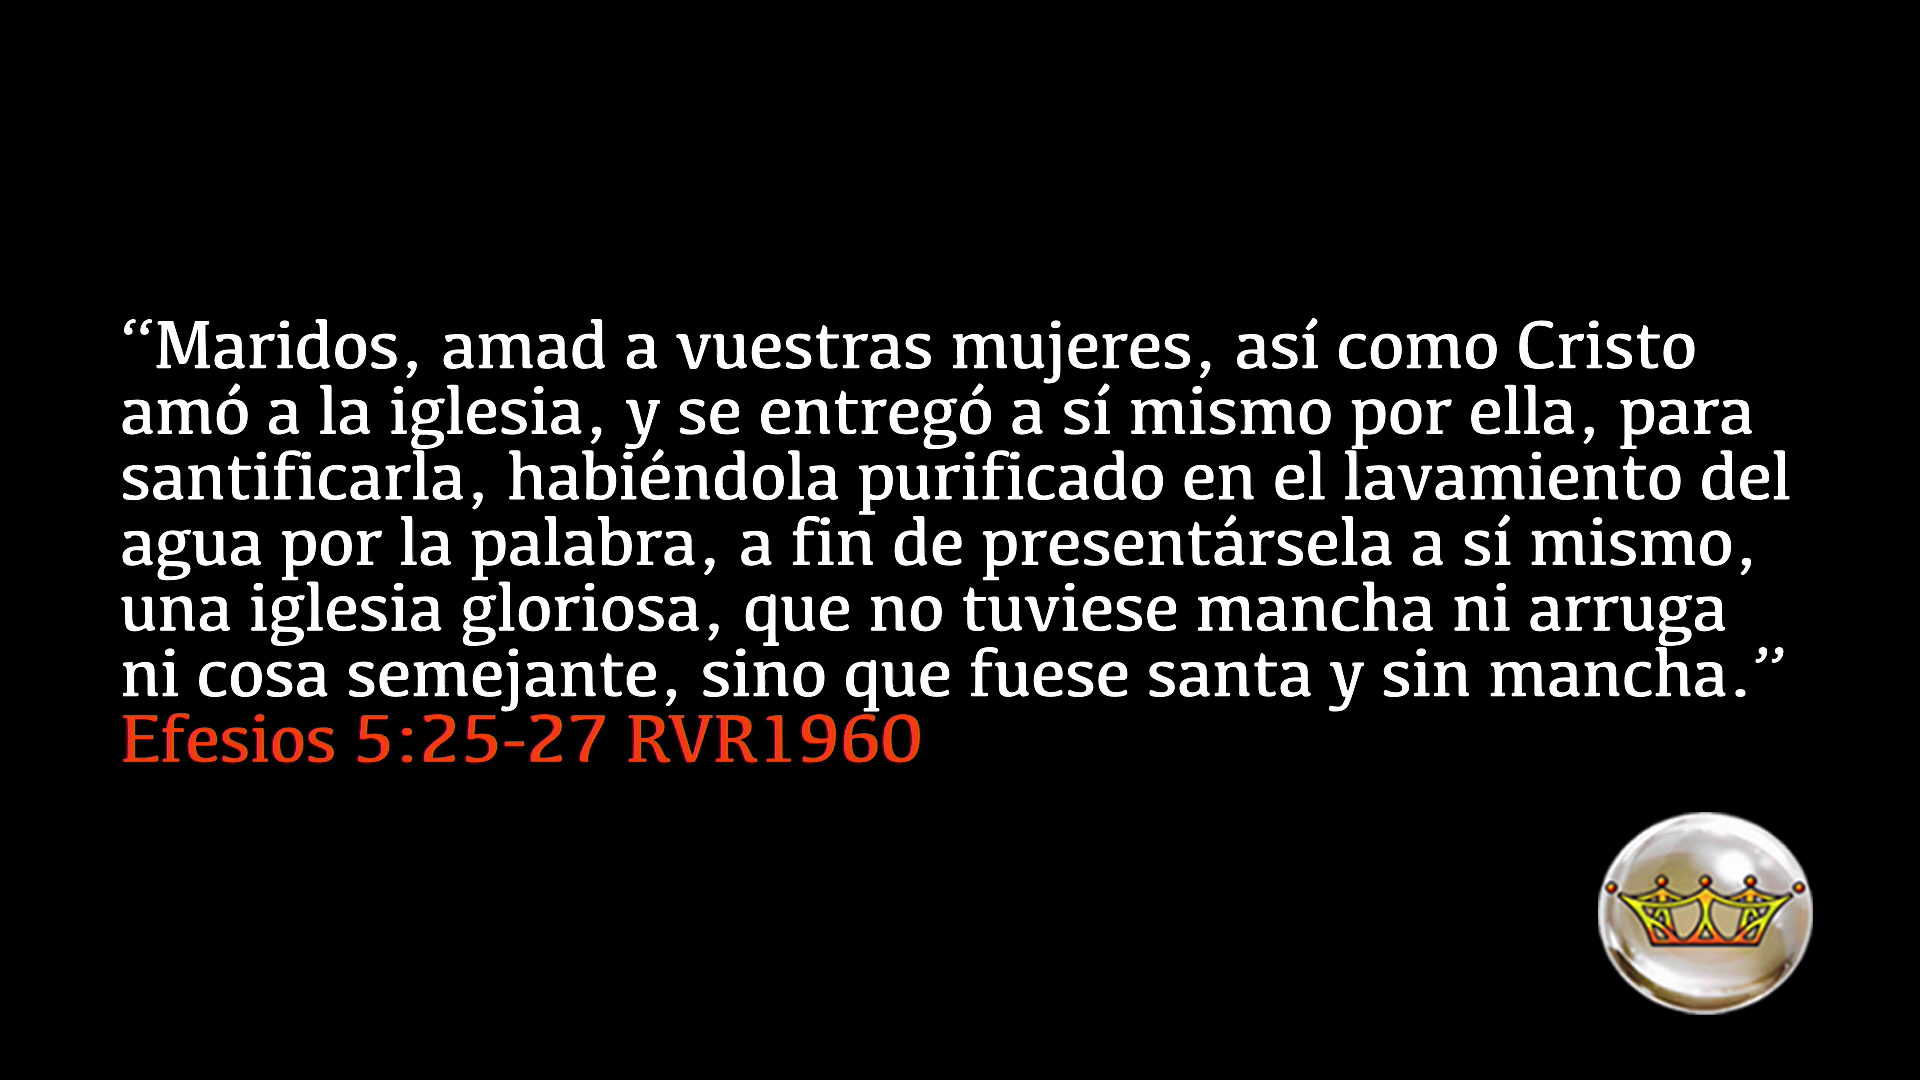 “Maridos, amad a vuestras mujeres, así como Cristo
amó a la iglesia, y se entregó a sí mismo por ella, para
santificarla, habiéndola purificado en el lavamiento del
agua por la palabra, a fin de presentársela a sí mismo,
una iglesia gloriosa, que no tuviese mancha ni arruga
ni cosa semejante, sino que fuese santa y sin mancha.”
Efesios 5:25-27 RVR1960